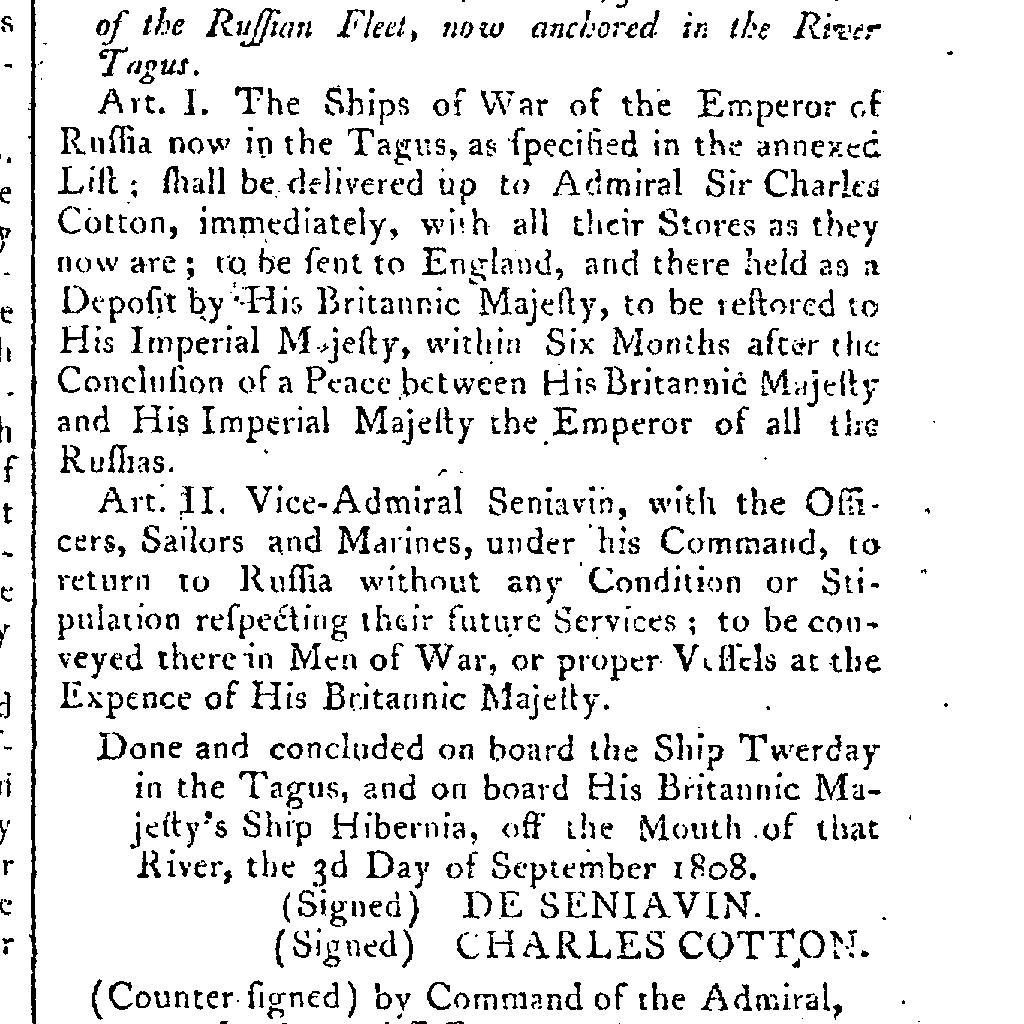 of the Ruſſian Fleet, now anchored in the River
Tagus.
Art. I. The Ships of War of the Emperor of
Ruſſia now in the Tagus, as ſpecified in the annexed
Liſt; ſhall be delivered up to Admiral Sir Charles
Cotton, immediately, with all their Stores as they
now are; to be ſent to England, and there held as a
Depoſit by His Britannic Majeſty, to be reſtored to
His Imperial Majeſty, within Six Months after the
Concluſion of a Peace between His Britannic Majeſty
and His Imperial Majeſty the Emperor of all the
Ruſſias.
Art. II. Vice-Admiral Seniavin, with the Offi-
cers, Sailors and Marines, under his Command, to
return to Ruſſia without any Condition or Sti-
pulation reſpecting their future Services; to be con-
veyed there in Men of War, or proper Veſſels at the
Expence of His Britannic Majeſty.
Done and concluded on board the Ship Twerday
in the Tagus, and on board His Britannic Ma-
jeſty's Ship Hibernia, off the Mouth of that
River, the 3d Day of September 1808.
(Signed) DE SENIAVIN.
(Signed) CHARLES COTTON.
(Counter ſigned) by Command of the Admiral,